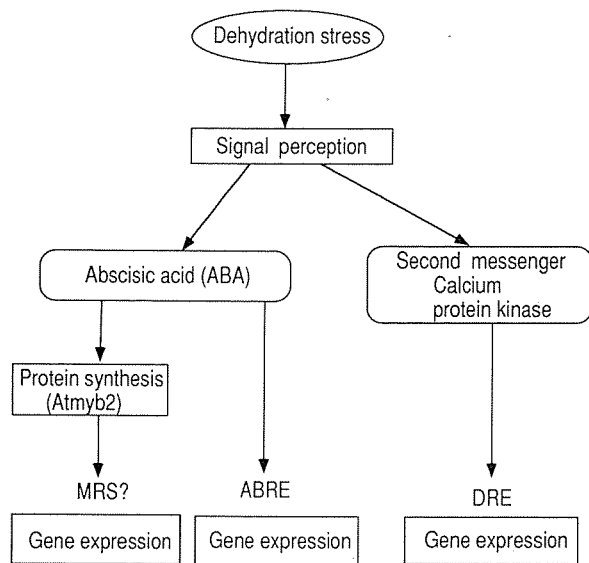 Dehydration stress
Signal perception
Abscisic acid (ABA)
Second messenger
Calcium
protein kinase
Protein synthesis
(Atmyb2)
MRS?
ABRE
DRE
Gene expression
Gene expression
Gene expression